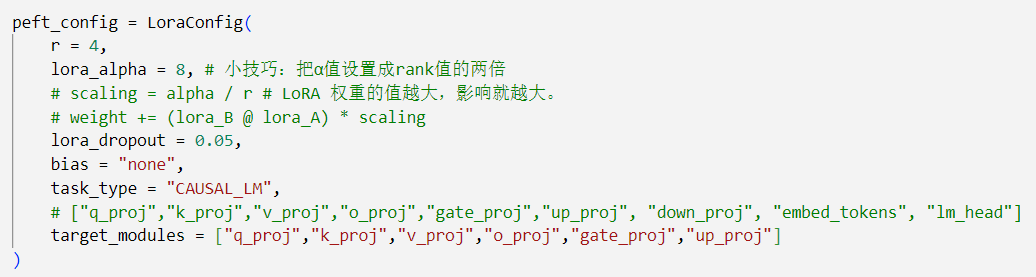 peft_config = LoraConfig(
r = 4,
lora_alpha = 8, # 小技巧：把α值设置成rank值的两倍
# scaling = alpha / r # LoRA 权重的值越大，影响就越大。
# weight += (lora_B @ lora_A) * scaling
lora_dropout = 0.05,
bias = "none",
task_type = "CAUSAL_LM",
# ["q_proj","k_proj","v_proj","o_proj","gate_proj","up_proj", "down_proj", "embed_tokens", "lm_head"]
target_modules = ["q_proj","k_proj","v_proj","o_proj","gate_proj","up_proj"]
)